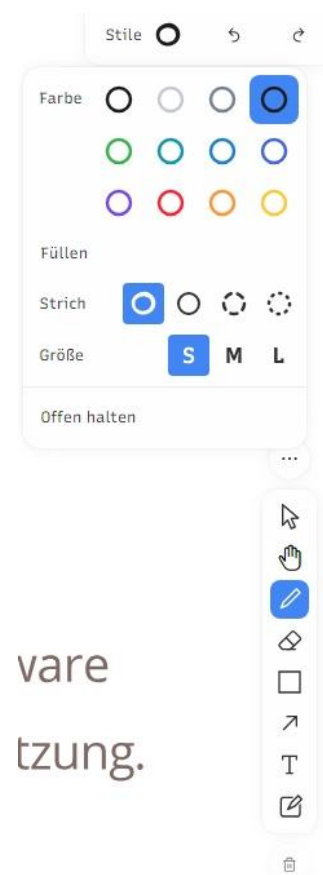 Stile
Farbe
Füllen
Strich
Größe S M L
Offen halten
vare
tzung.
T